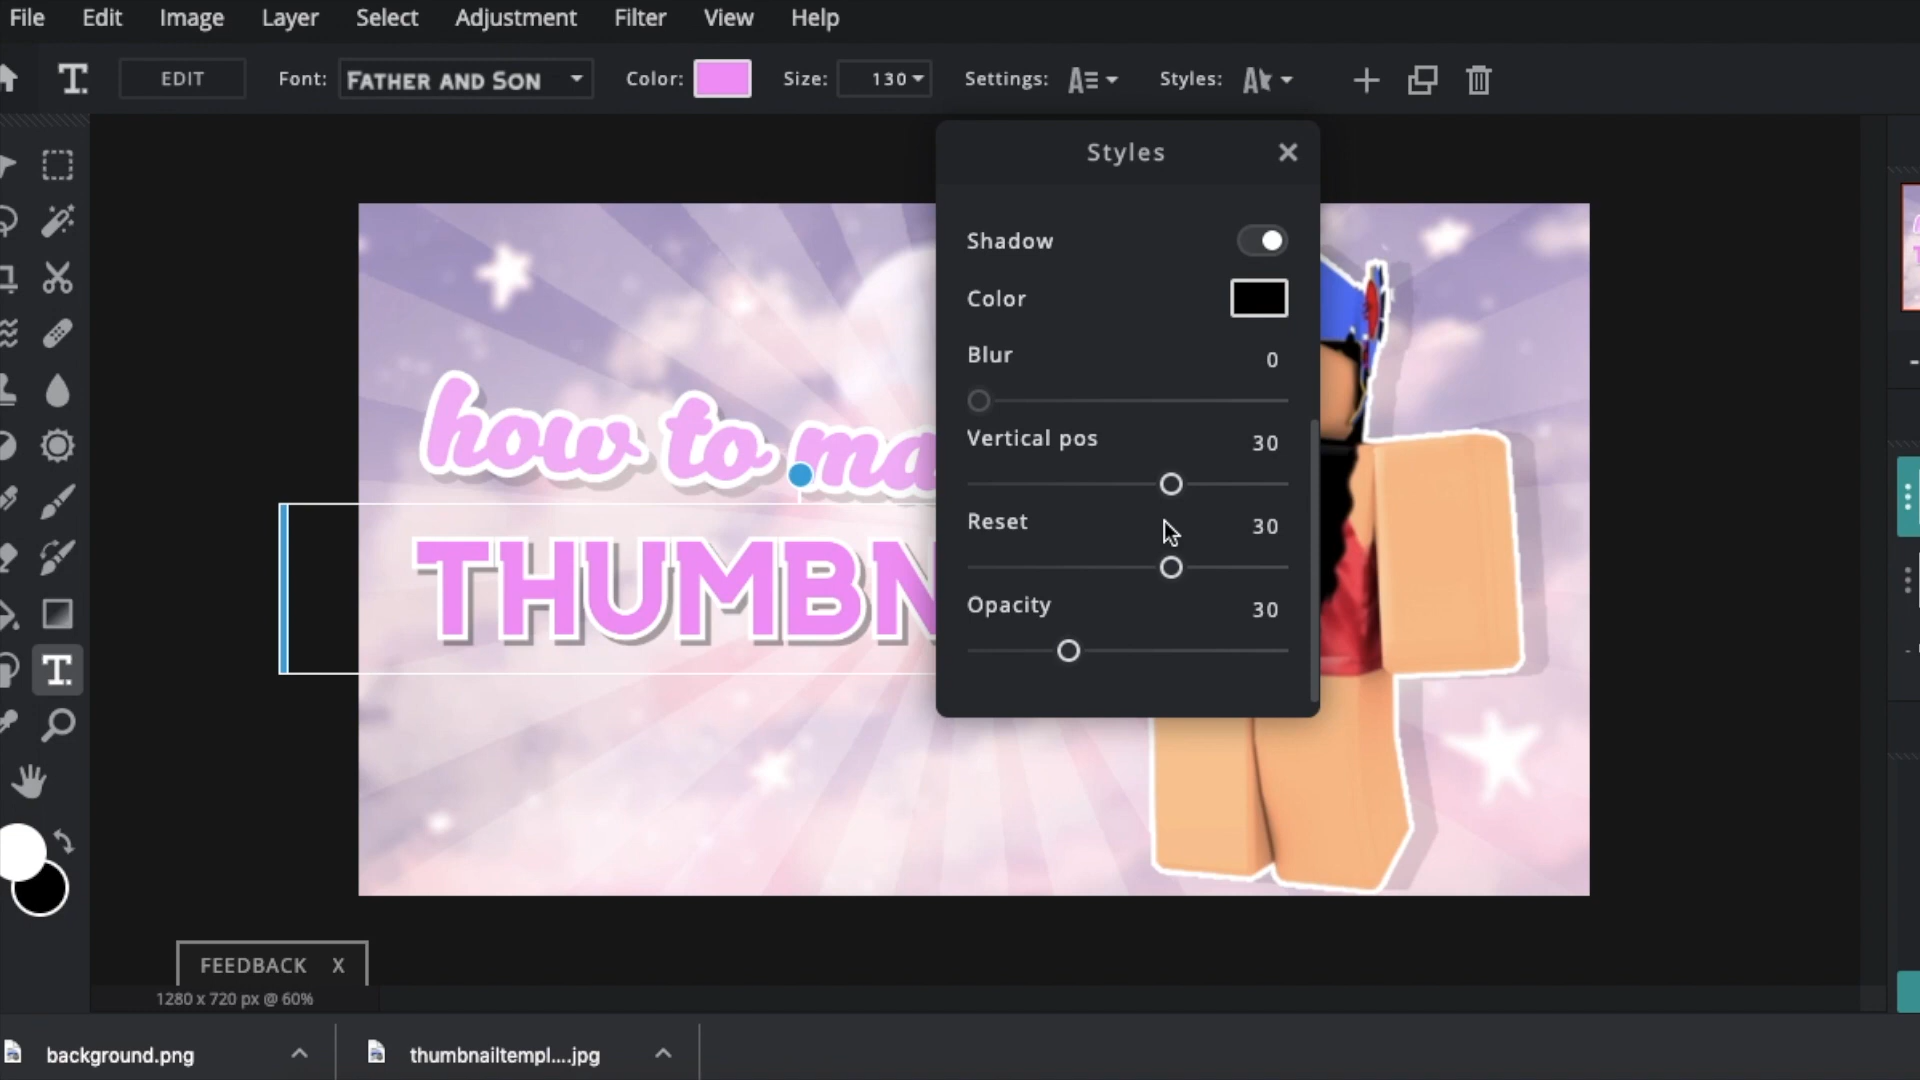 File Edit Image Layer Select Adjustment Filter View Help
EDIT Font: FATHER AND SON Color: Size: 130 Settings: Styles:
Styles
Shadow
Color
Blur 0
Vertical pos 30
Reset 30
Opacity 30
how to ma
THUMBN
FEEDBACK X
1280 x 720 px @ 60%
background.png thumbnailtempl....jpg